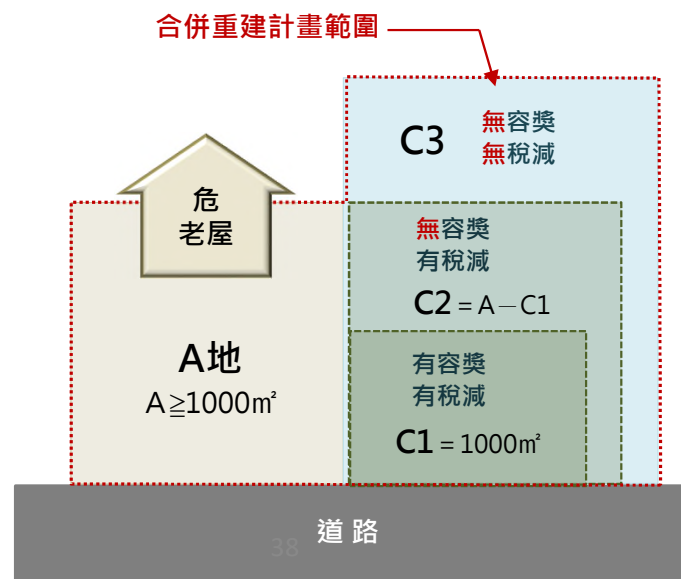 合併重建計畫範圍
C3
無容獎
無稅減
危
老屋
無容獎
有稅減
C2 = A－C1
A地
A≧1000㎡
有容獎
有稅減
C1 = 1000㎡
道路
38